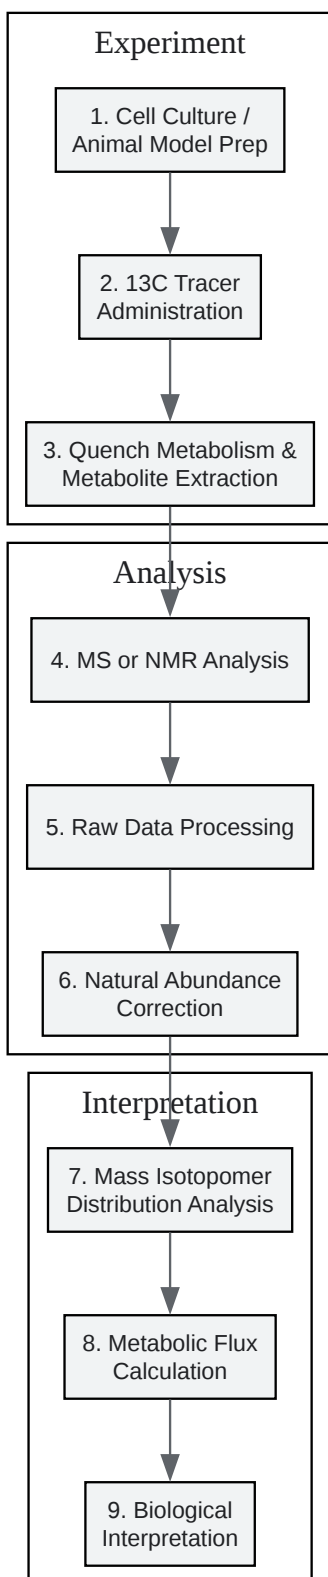 Experiment
1. Cell Culture /
Animal Model Prep
2. 13C Tracer
Administration
3. Quench Metabolism &
Metabolite Extraction
Analysis
4. MS or NMR Analysis
5. Raw Data Processing
6. Natural Abundance
Correction
Interpretation
7. Mass Isotopomer
Distribution Analysis
8. Metabolic Flux
Calculation
9. Biological
Interpretation